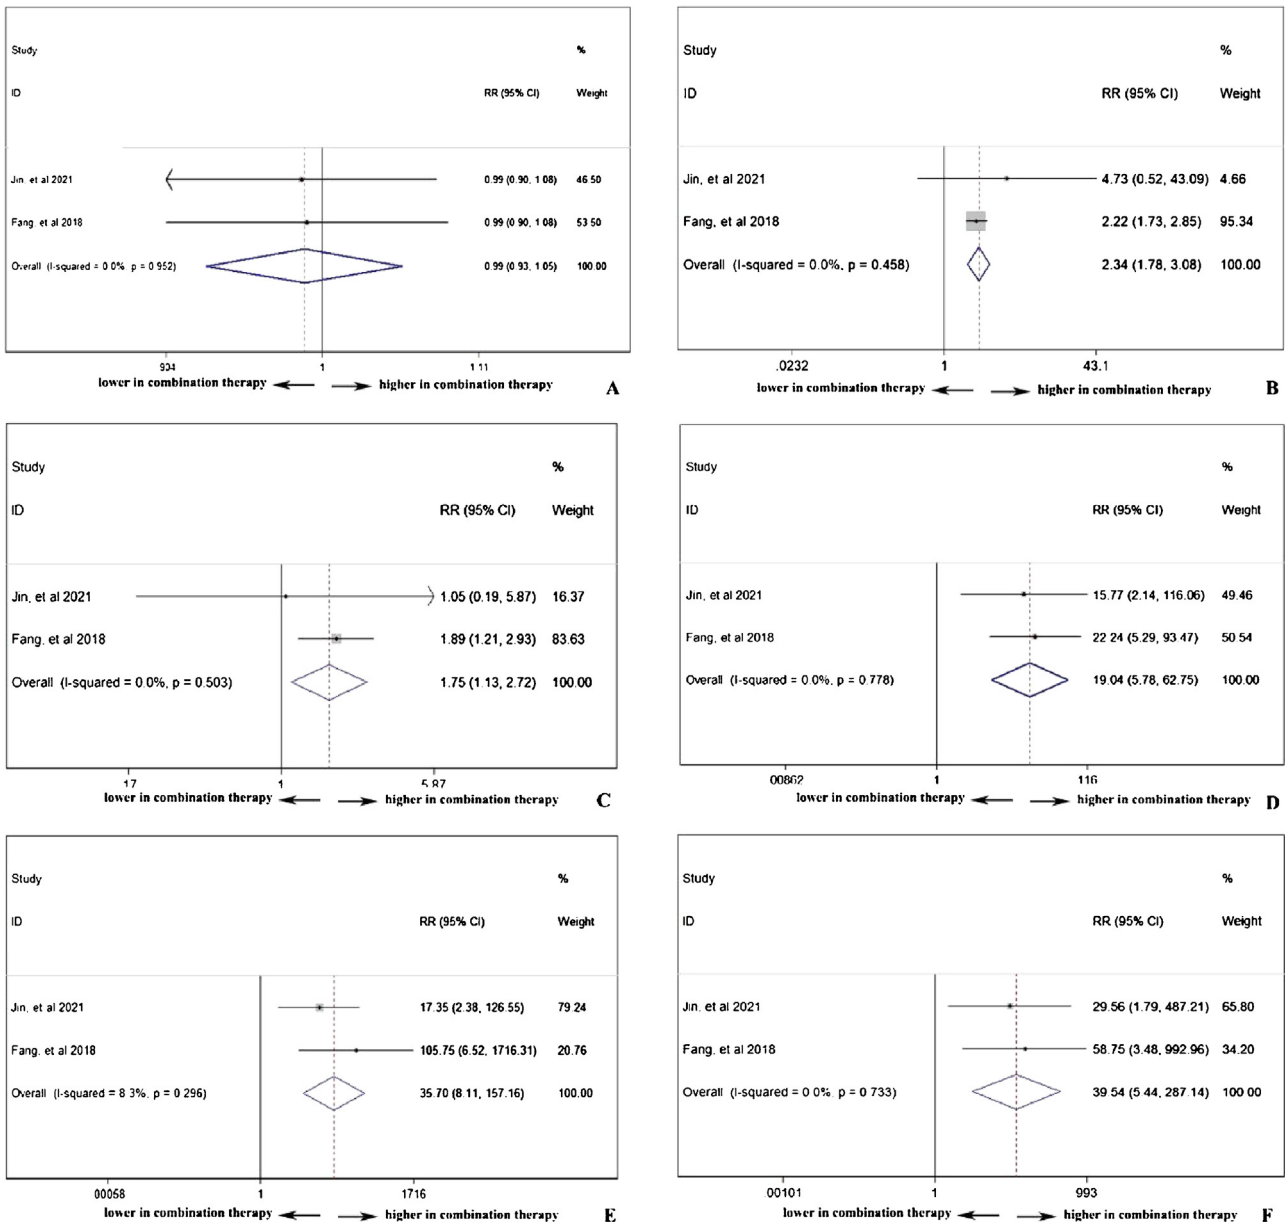 Study %
ID RR (95% CI) Weight
Jin, et al 2021 0.99 (0.90, 1.08) 46.50
Fang, et al 2018 0.99 (0.90, 1.08) 53.50
Overall (I-squared = 0.0%, p = 0.952) 0.99 (0.93, 1.05) 100.00
904 1 1.11
lower in combination therapy higher in combination therapy A
Study %
ID RR (95% CI) Weight
Jin, et al 2021 4.73 (0.52, 43.09) 4.66
Fang, et al 2018 2.22 (1.73, 2.85) 95.34
Overall (I-squared = 0.0%, p = 0.458) 2.34 (1.78, 3.08) 100.00
.0232 1 43.1
lower in combination therapy higher in combination therapy B
Study %
ID RR (95% CI) Weight
Jin, et al 2021 1.05 (0.19, 5.87) 16.37
Fang, et al 2018 1.89 (1.21, 2.93) 83.63
Overall (I-squared = 0.0%, p = 0.503) 1.75 (1.13, 2.72) 100.00
.17 1 5.87
lower in combination therapy higher in combination therapy C
Study %
ID RR (95% CI) Weight
Jin, et al 2021 15.77 (2.14, 116.06) 49.46
Fang, et al 2018 22.24 (5.29, 93.47) 50.54
Overall (I-squared = 0.0%, p = 0.778) 19.04 (5.78, 62.75) 100.00
00862 1 116
lower in combination therapy higher in combination therapy D
Study %
ID RR (95% CI) Weight
Jin, et al 2021 17.35 (2.38, 126.55) 79.24
Fang, et al 2018 105.75 (6.52, 1716.31) 20.76
Overall (I-squared = 8.3%, p = 0.296) 35.70 (8.11, 157.16) 100.00
00058 1 1716
lower in combination therapy higher in combination therapy E
Study %
ID RR (95% CI) Weight
Jin, et al 2021 29.56 (1.79, 487.21) 65.80
Fang, et al 2018 58.75 (3.48, 992.96) 34.20
Overall (I-squared = 0.0%, p = 0.733) 39.54 (5.44, 287.14) 100.00
.00101 1 993
lower in combination therapy higher in combination therapy F